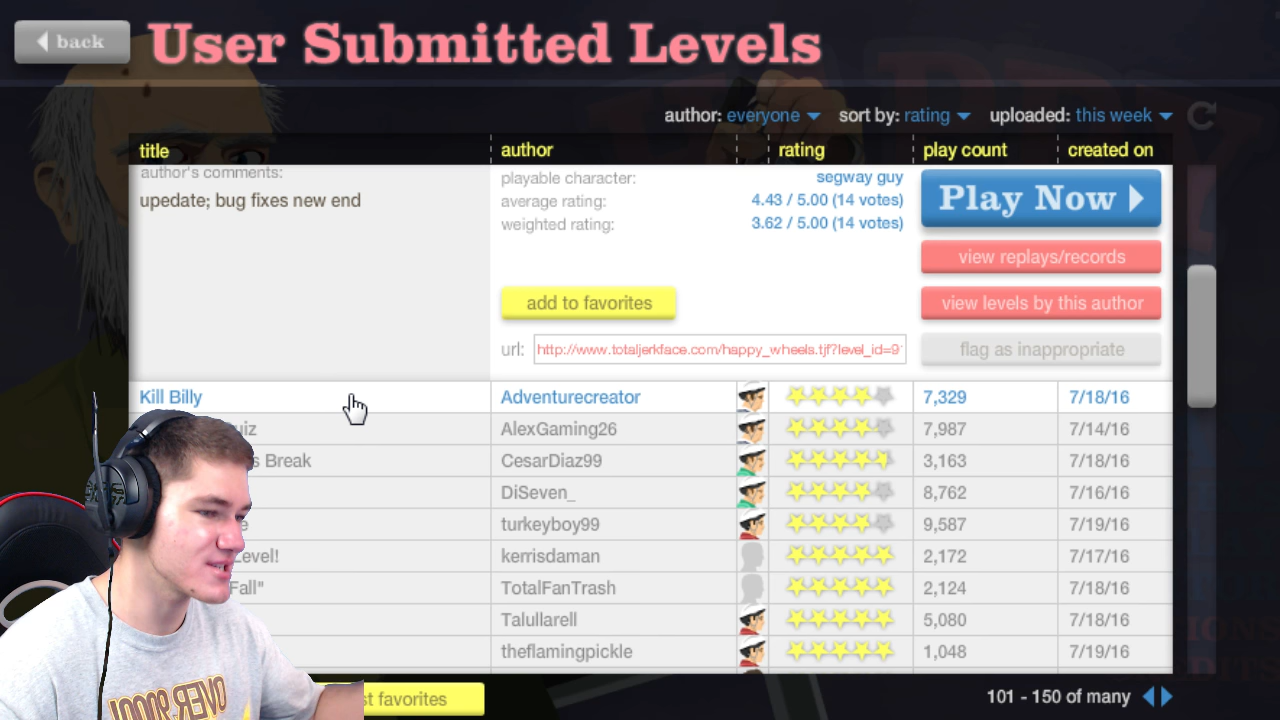 back
User Submitted Levels
author: everyone sort by: rating uploaded: this week
title author rating play count created on
author's comments:
upedate; bug fixes new end
playable character: segway guy
average rating: 4.43 / 5.00 (14 votes)
weighted rating: 3.62 / 5.00 (14 votes)
Play Now
view replays/records
add to favorites
view levels by this author
url: http://www.totaljerkface.com/happy_wheels.tjf?level_id=9
flag as inappropriate
Kill Billy Adventurecreator 7,329 7/18/16
uiz AlexGaming26 7,987 7/14/16
s Break CesarDiaz99 3,163 7/18/16
DiSeven_ 8,762 7/16/16
e turkeyboy99 9,587 7/19/16
Level! kerrisdaman 2,172 7/17/16
Fall" TotalFanTrash 2,124 7/18/16
Talullarell 5,080 7/18/16
theflamingpickle 1,048 7/19/16
st favorites
101 - 150 of many
OVER 9000!